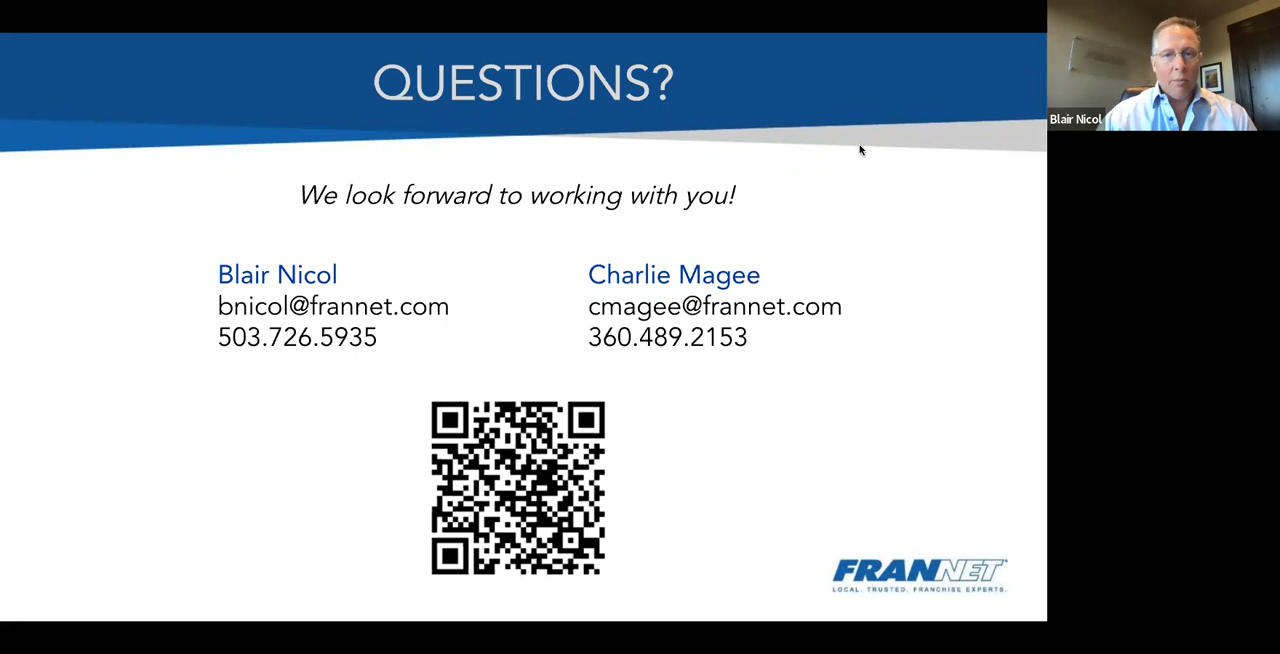 QUESTIONS?
Blair Nicol
We look forward to working with you!
Blair Nicol
bnicol@frannet.com
503.726.5935
Charlie Magee
cmagee@frannet.com
360.489.2153
FRANNET
LOCAL. TRUSTED. FRANCHISE EXPERTS.